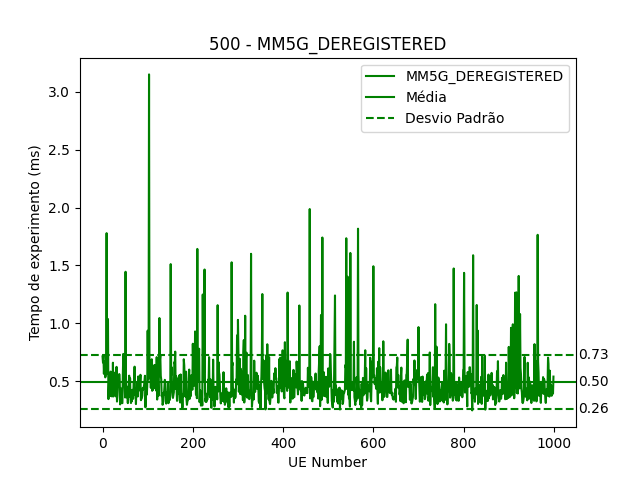 500 - MM5G_DEREGISTERED
MM5G_DEREGISTERED
Média
Desvio Padrão
Tempo de experimento (ms)
3.0
2.5
2.0
1.5
1.0
0.5
0.73
0.50
0.26
0
200
400
600
800
1000
UE Number